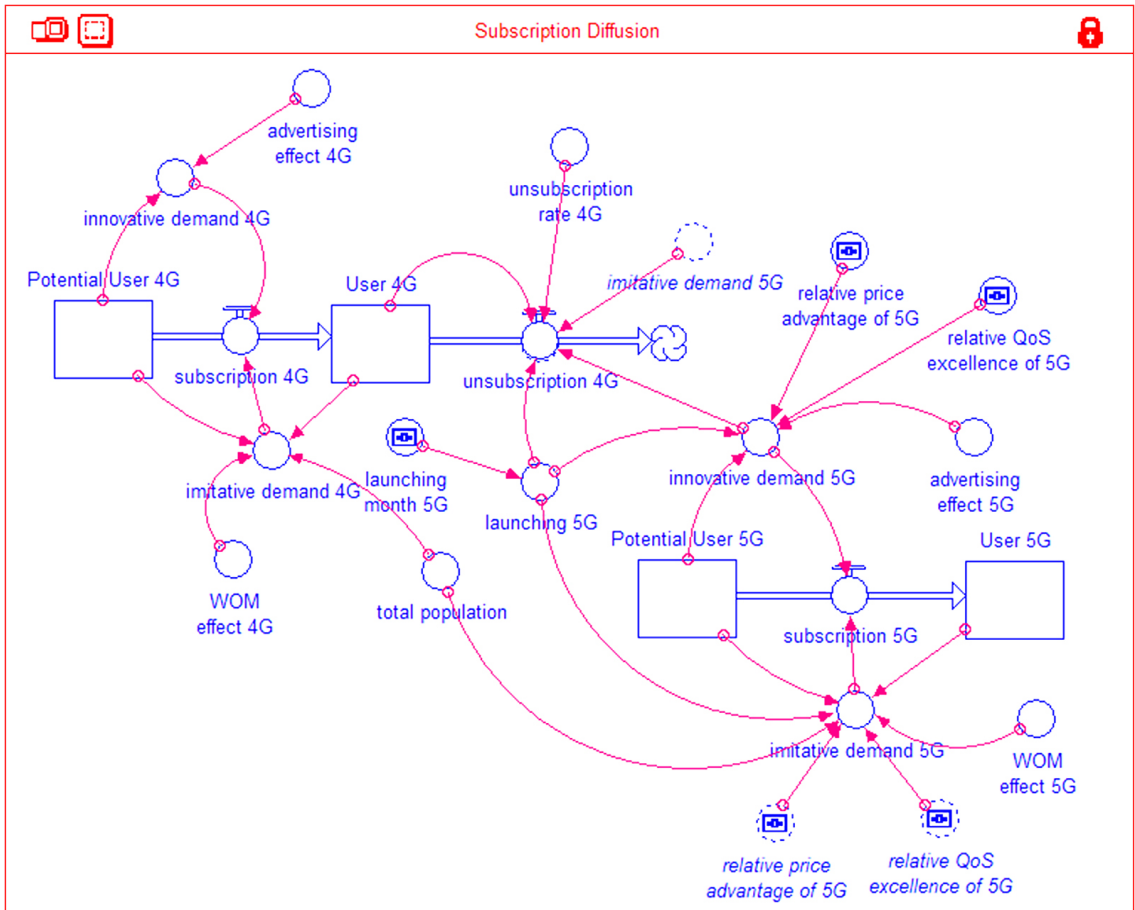 Subscription Diffusion
advertising
effect 4G
innovative demand 4G
unsubscription
rate 4G
imitative demand 5G
Potential User 4G
User 4G
relative price
advantage of 5G
relative QoS
excellence of 5G
subscription 4G
unsubscription 4G
launching
month 5G
imitative demand 4G
innovative demand 5G
advertising
effect 5G
launching 5G
Potential User 5G
User 5G
WOM
effect 4G
total population
subscription 5G
imitative demand 5G
WOM
effect 5G
relative price
advantage of 5G
relative QoS
excellence of 5G